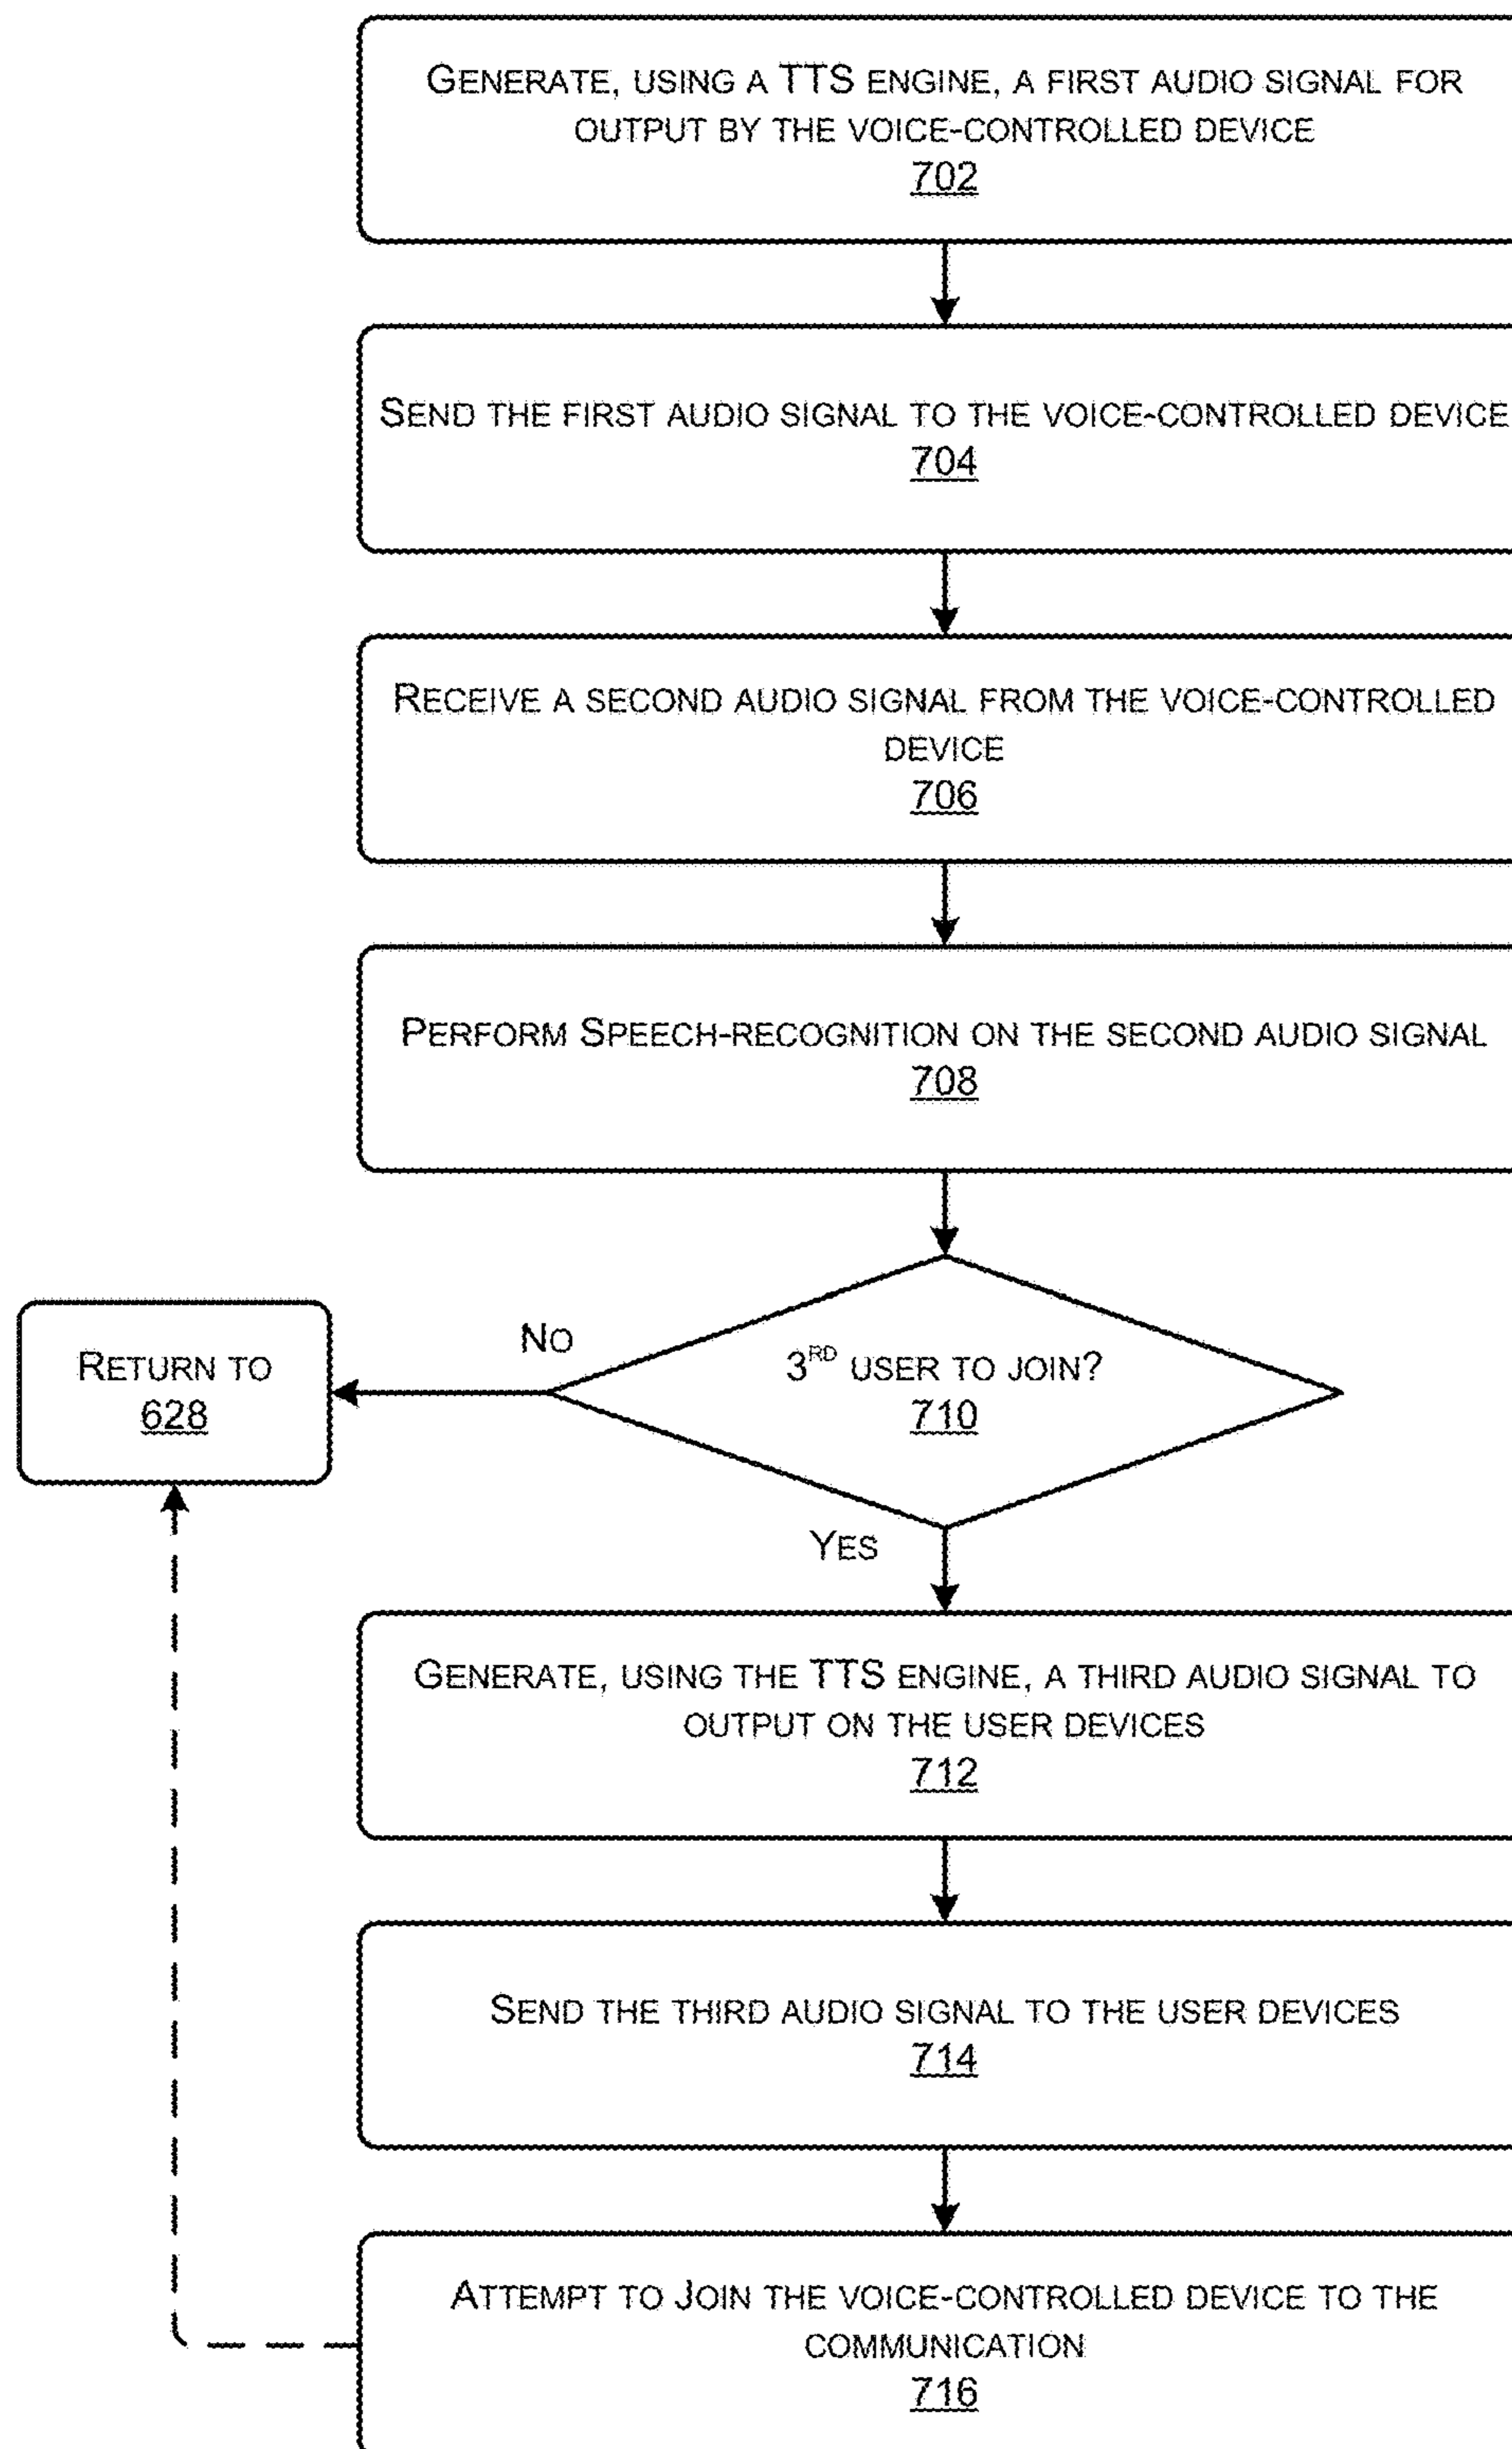 GENERATE, USING A TTS ENGINE, A FIRST AUDIO SIGNAL FOR
OUTPUT BY THE VOICE-CONTROLLED DEVICE
702
SEND THE FIRST AUDIO SIGNAL TO THE VOICE-CONTROLLED DEVICE
704
RECEIVE A SECOND AUDIO SIGNAL FROM THE VOICE-CONTROLLED
DEVICE
706
PERFORM SPEECH-RECOGNITION ON THE SECOND AUDIO SIGNAL
708
3RD USER TO JOIN?
710
NO
RETURN TO
628
YES
GENERATE, USING THE TTS ENGINE, A THIRD AUDIO SIGNAL TO
OUTPUT ON THE USER DEVICES
712
SEND THE THIRD AUDIO SIGNAL TO THE USER DEVICES
714
ATTEMPT TO JOIN THE VOICE-CONTROLLED DEVICE TO THE
COMMUNICATION
716